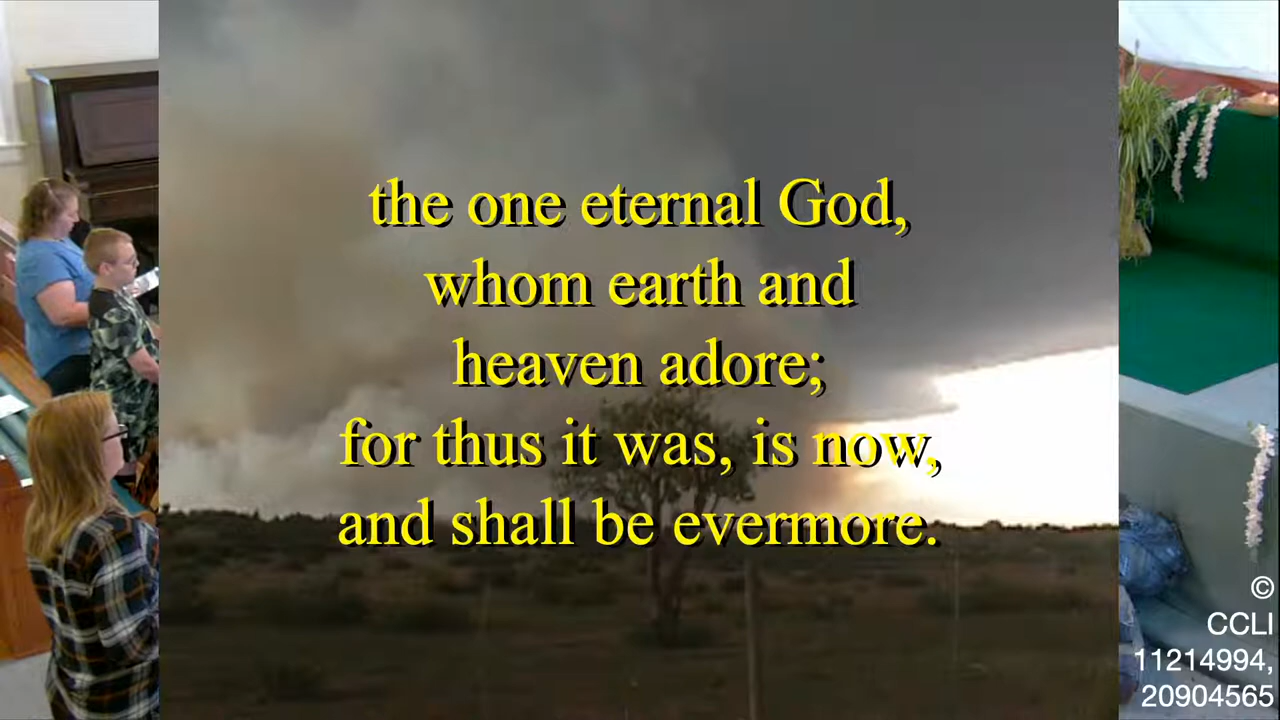 the one eternal God,
whom earth and
heaven adore;
for thus it was, is now,
and shall be evermore.
©
CCLI
11214994,
20904565